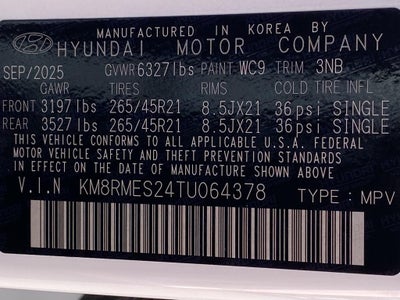 MANUFACTURED IN KOREA BY
HYUNDAI MOTOR COMPANY
SEP/2025 GVWR 6327lbs PAINT WC9 TRIM 3NB
GAWR TIRES RIMS COLD TIRE INFL
FRONT 3197lbs 265/45R21 8.5JX21 36psi SINGLE
REAR 3527lbs 265/45R21 8.5JX21 36psi SINGLE
THIS VEHICLE CONFORMS TO ALL APPLICABLE U.S.A. FEDERAL
MOTOR VEHICLE SAFETY AND THEFT PREVENTION STANDARDS
IN EFFECT ON THE DATE OF MANUFACTURE SHOWN ABOVE.
V.I.N KM8RMES24TU064378 TYPE: MPV